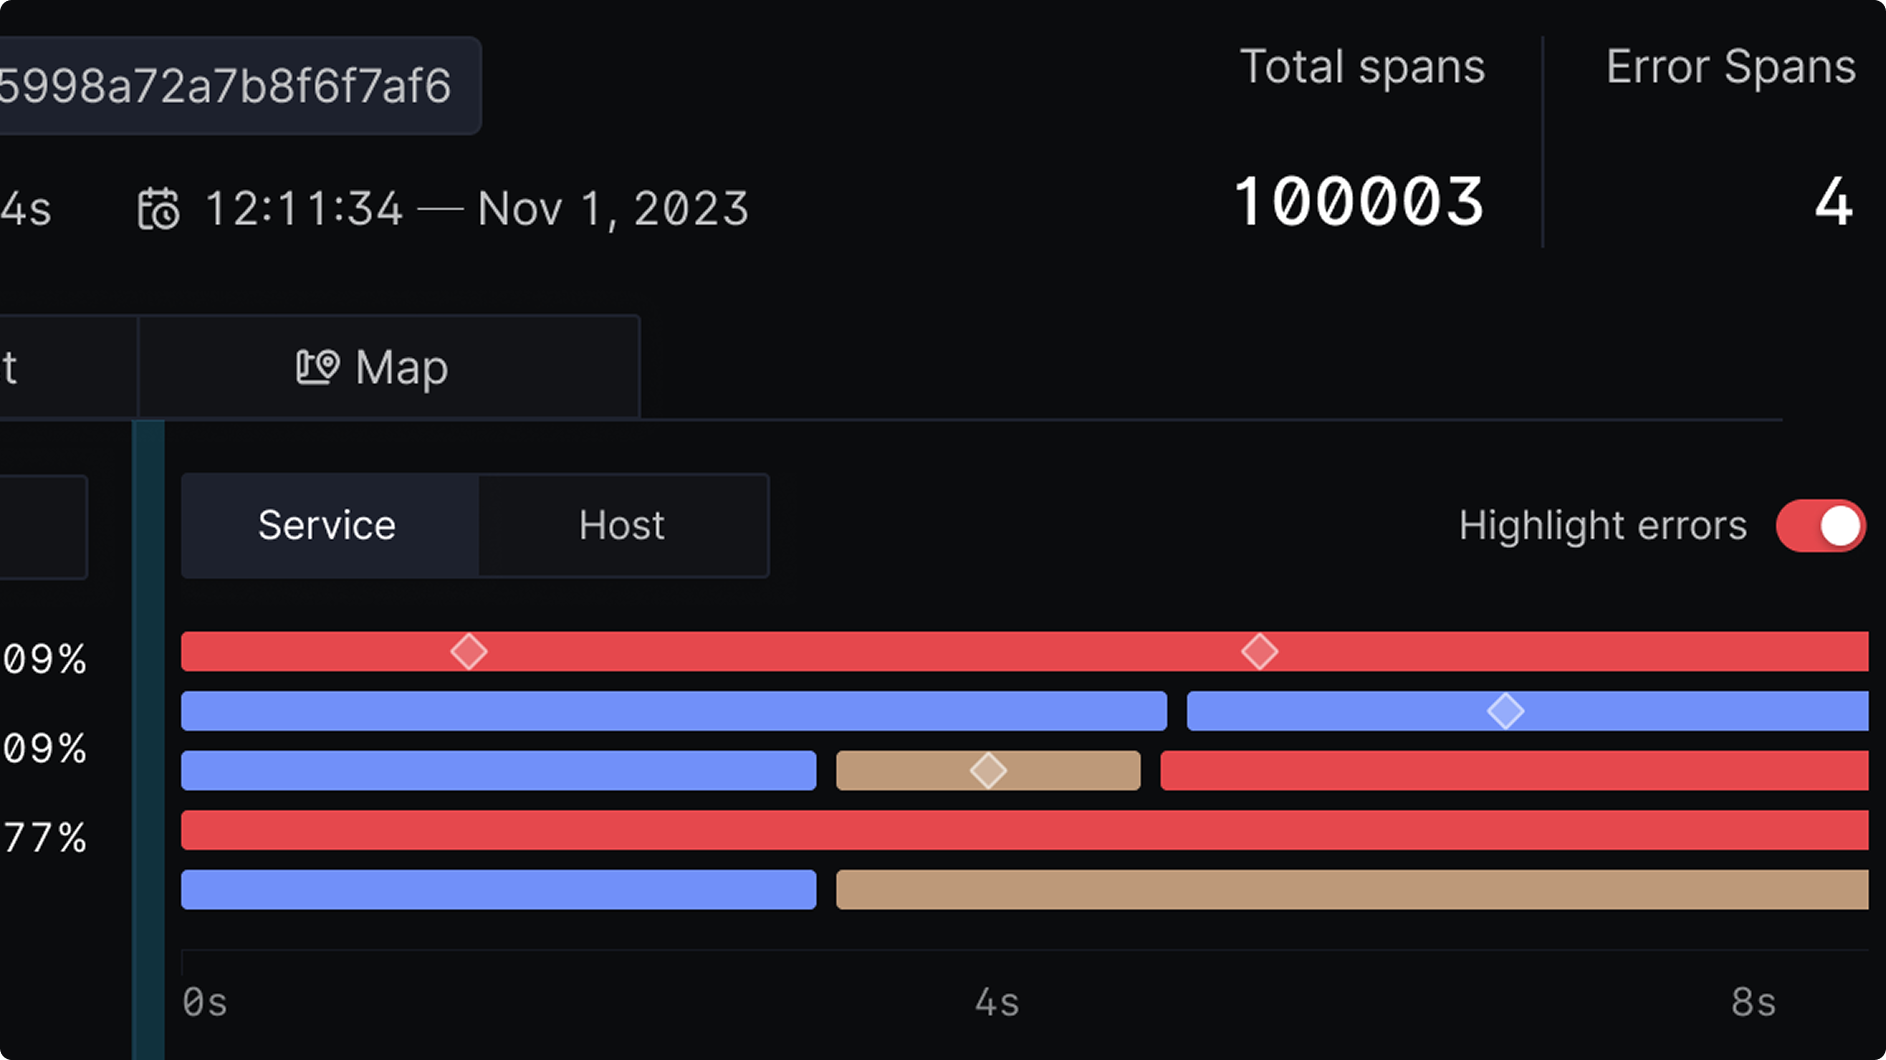 5998a72a7b8f6f7af6
Total spans
Error Spans
4s
12:11:34 — Nov 1, 2023
100003
4
t
Map
Service
Host
Highlight errors
09%
09%
77%
0s
4s
8s